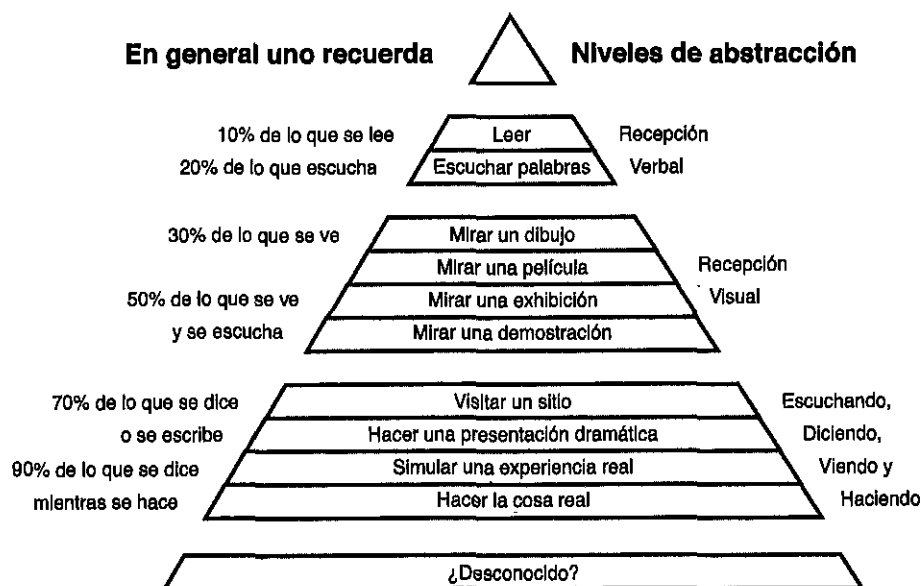 En general uno recuerda
Niveles de abstracción
10% de lo que se lee
Leer
Recepción
20% de lo que escucha
Escuchar palabras
Verbal
30% de lo que se ve
Mirar un dibujo
Mirar una película
Recepción
50% de lo que se ve
Mirar una exhibición
Visual
y se escucha
Mirar una demostración
70% de lo que se dice
Visitar un sitio
Escuchando,
o se escribe
Hacer una presentación dramática
Diciendo,
90% de lo que se dice
Simular una experiencia real
Viendo y
mientras se hace
Hacer la cosa real
Haciendo
¿Desconocido?